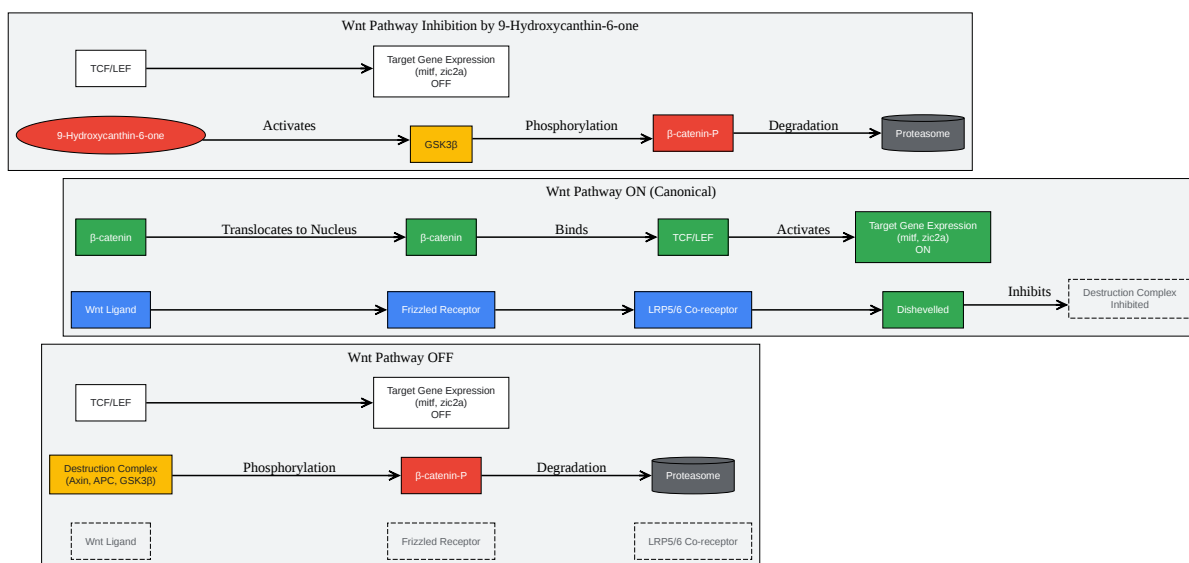 Wnt Pathway Inhibition by 9-Hydroxycanthin-6-one
TCF/LEF
Target Gene Expression
(mitf, zic2a)
OFF
9-Hydroxycanthin-6-one
Activates
GSK3β
Phosphorylation
β-catenin-P
Degradation
Proteasome
Wnt Pathway ON (Canonical)
β-catenin
Translocates to Nucleus
β-catenin
Binds
TCF/LEF
Activates
Target Gene Expression
(mitf, zic2a)
ON
Wnt Ligand
Frizzled Receptor
LRP5/6 Co-receptor
Dishevelled
Inhibits
Destruction Complex
Inhibited
Wnt Pathway OFF
TCF/LEF
Target Gene Expression
(mitf, zic2a)
OFF
Destruction Complex
(Axin, APC, GSK3β)
Phosphorylation
β-catenin-P
Degradation
Proteasome
Wnt Ligand
Frizzled Receptor
LRP5/6 Co-receptor